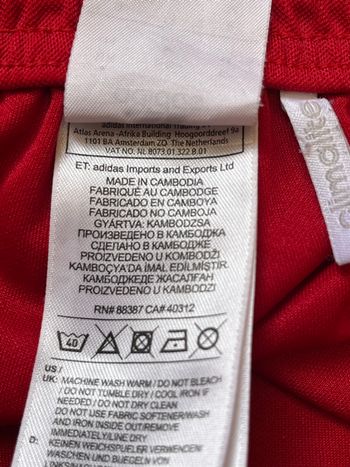 adidas International Trading
Atlas Arena -Afrika Building Hoogoorddreef 9a
1101 BA Amsterdam ZO The Netherlands
VAT NO. NL 8073.01.322.B.01
ET: adidas Imports and Exports Ltd
MADE IN CAMBODIA
FABRIQUÉ AU CAMBODGE
FABRICADO EN CAMBOYA
FABRICADO NO CAMBOJA
GYÁRTVA: KAMBODZSA
ПРОИЗВЕДЕНО В КАМБОДЖА
СДЕЛАНО В КАМБОДЖЕ
PROIZVEDENO U KOMBODŽI
KAMBOÇYA'DA İMAL EDİLMİŞTİR.
КАМБОДЖЕДЕ ЖАСАЛҒАН
PROIZVEDENO U KAMBODŽI
RN# 88387 CA# 40312
40
US /
UK: MACHINE WASH WARM / DO NOT BLEACH
/ DO NOT TUMBLE DRY / COOL IRON IF
NEEDED / DO NOT DRY CLEAN
DO NOT USE FABRIC SOFTENER/WASH
AND IRON INSIDE OUT/REMOVE
IMMEDIATELY/LINE DRY
D: KEINEN WEICHSPUELER VERWENDEN/
WASCHEN UND BUEGELN VON
climalite